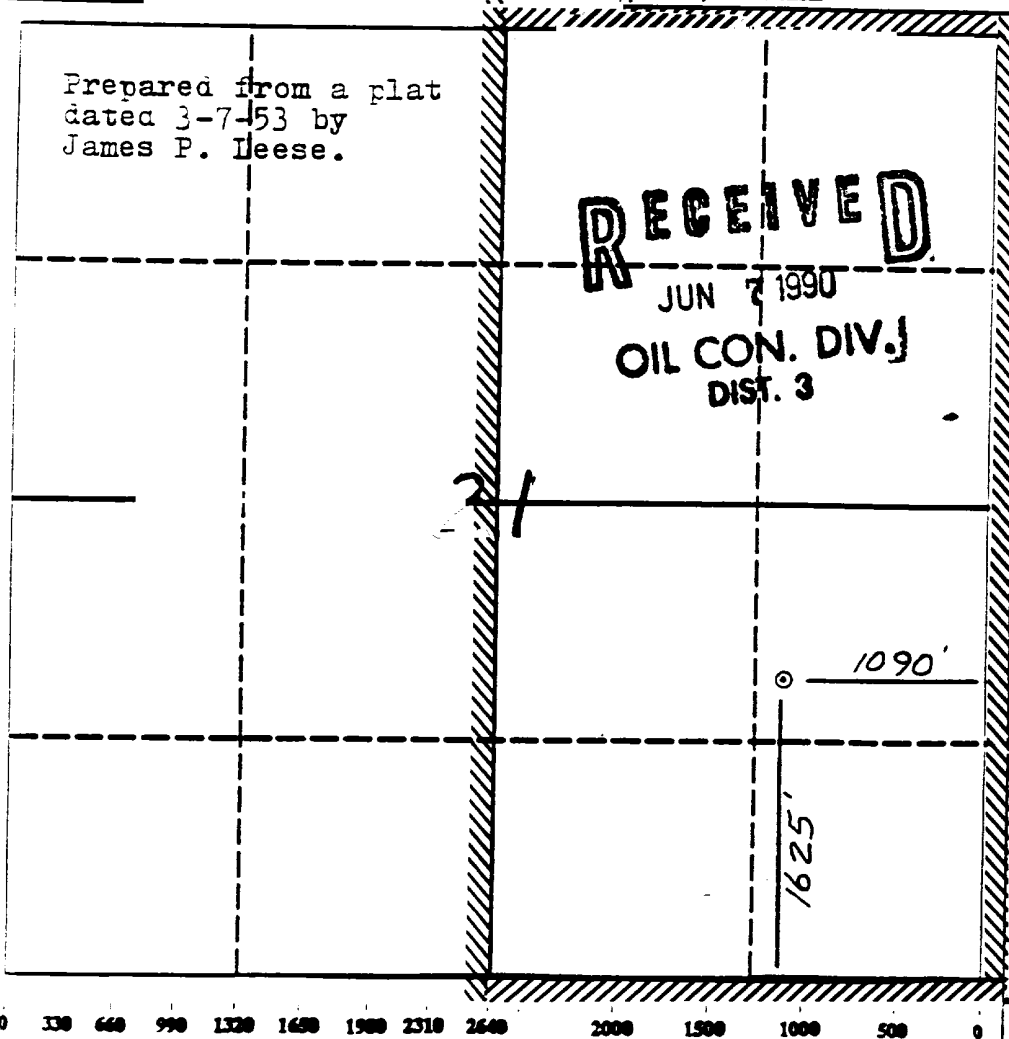 Prepared from a plat
dated 3-7-53 by
James P. Leese.
RECEIVED
JUN 7 1990
OIL CON. DIV.
DIST. 3
21
1090'
1625'
0 330 660 990 1320 1650 1980 2310 2640 2000 1500 1000 500 0